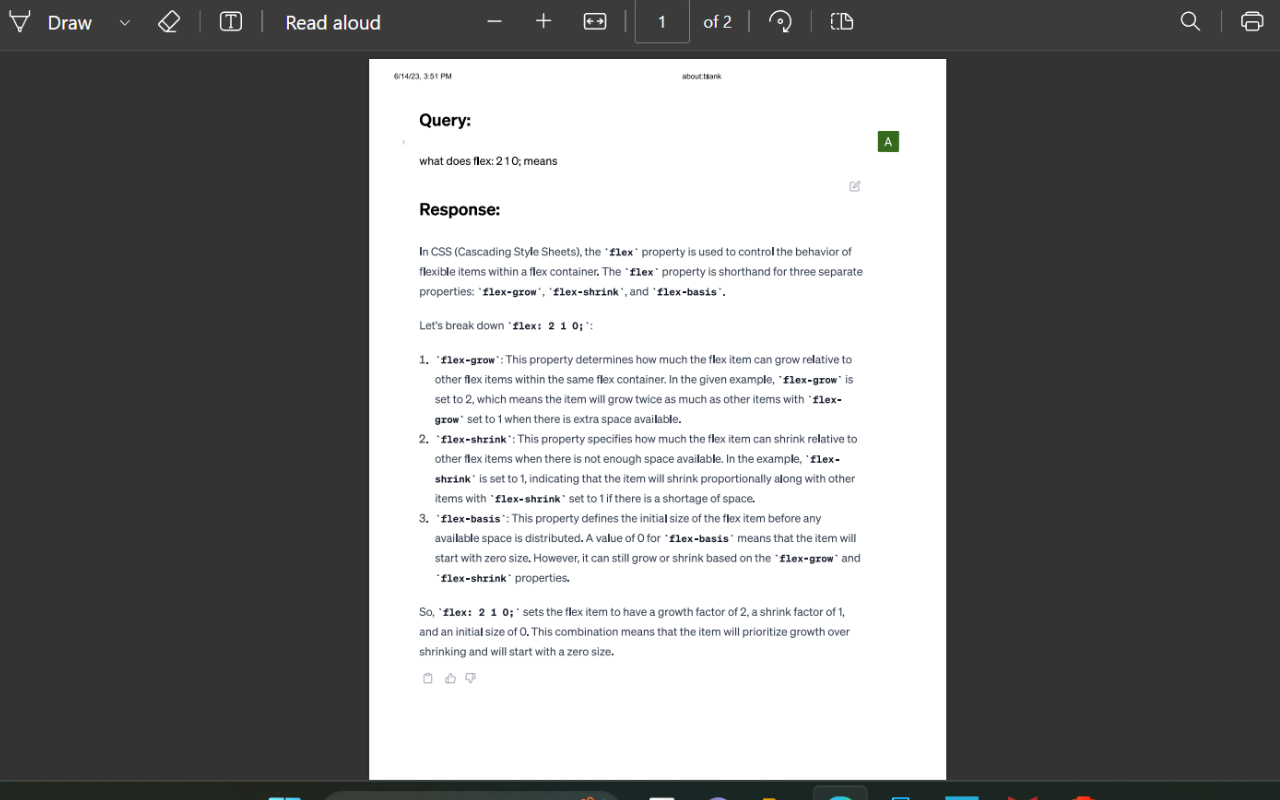 Draw Read aloud 1 of 2
6/14/23, 3:51 PM about:blank
Query:
A
what does flex: 2 1 0; means
Response:
In CSS (Cascading Style Sheets), the `flex` property is used to control the behavior of
flexible items within a flex container. The `flex` property is shorthand for three separate
properties: `flex-grow`, `flex-shrink`, and `flex-basis`.
Let's break down `flex: 2 1 0;`:
1. `flex-grow`: This property determines how much the flex item can grow relative to
other flex items within the same flex container. In the given example, `flex-grow` is
set to 2, which means the item will grow twice as much as other items with `flex-
grow` set to 1 when there is extra space available.
2. `flex-shrink`: This property specifies how much the flex item can shrink relative to
other flex items when there is not enough space available. In the example, `flex-
shrink` is set to 1, indicating that the item will shrink proportionally along with other
items with `flex-shrink` set to 1 if there is a shortage of space.
3. `flex-basis`: This property defines the initial size of the flex item before any
available space is distributed. A value of 0 for `flex-basis` means that the item will
start with zero size. However, it can still grow or shrink based on the `flex-grow` and
`flex-shrink` properties.
So, `flex: 2 1 0;` sets the flex item to have a growth factor of 2, a shrink factor of 1,
and an initial size of 0. This combination means that the item will prioritize growth over
shrinking and will start with a zero size.